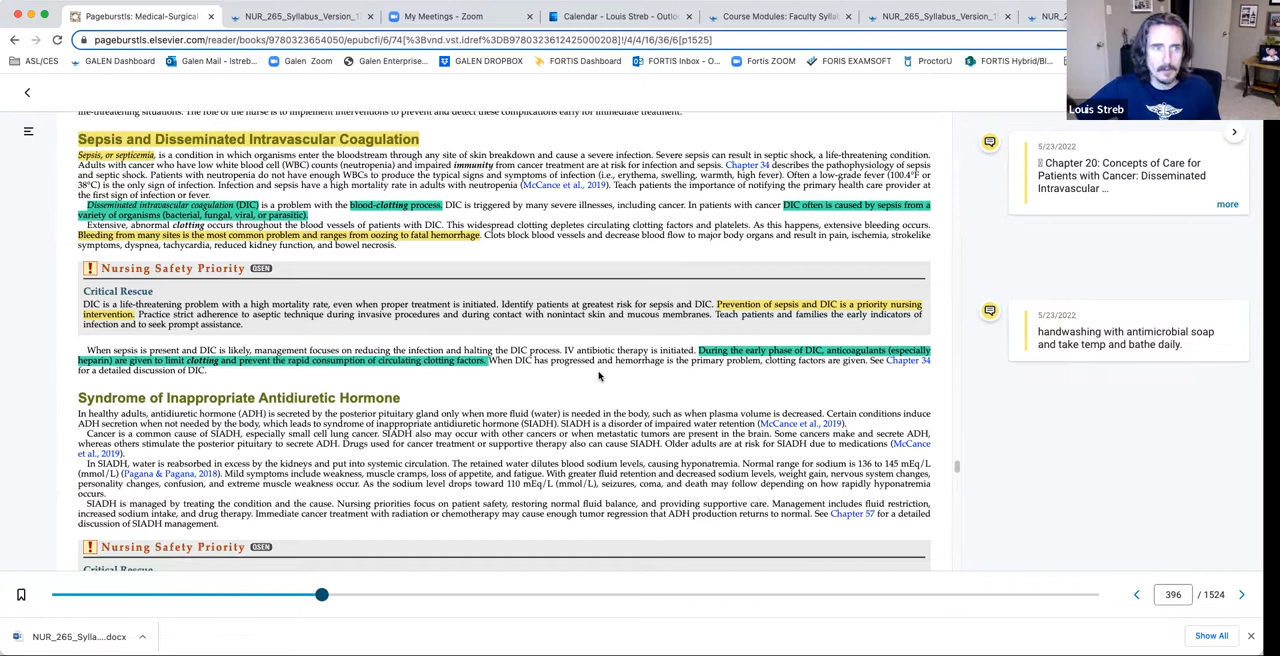 Pageburstls: Medical-Surgical
NUR_265_Syllabus_Version_1
My Meetings - Zoom
Calendar - Louis Streb - Outlo
Course Modules: Faculty Sylla
NUR_265_Syllabus_Version_1
NUR_2
pageburstls.elsevier.com/reader/books/9780323654050/epubcfi/6/74[%3Bvnd.vst.idref%3DB9780323612425000208]!/4/4/16/36/6[p1525]
ASL/CES
GALEN Dashboard
Galen Mail - lstreb...
Galen Zoom
Galen Enterprise...
GALEN DROPBOX
FORTIS Dashboard
FORTIS Inbox - O...
Fortis ZOOM
FORIS EXAMSOFT
ProctorU
FORTIS Hybrid/Bl...
Louis Streb
life-threatening situations. The role of the nurse is to implement interventions to prevent and detect these complications early for immediate treatment.
Sepsis and Disseminated Intravascular Coagulation
Sepsis, or septicemia, is a condition in which organisms enter the bloodstream through any site of skin breakdown and cause a severe infection. Severe sepsis can result in septic shock, a life-threatening condition.
Adults with cancer who have low white blood cell (WBC) counts (neutropenia) and impaired immunity from cancer treatment are at risk for infection and sepsis. Chapter 34 describes the pathophysiology of sepsis
and septic shock. Patients with neutropenia do not have enough WBCs to produce the typical signs and symptoms of infection (i.e., erythema, swelling, warmth, high fever). Often a low-grade fever (100.4°F or
38°C) is the only sign of infection. Infection and sepsis have a high mortality rate in adults with neutropenia (McCance et al., 2019). Teach patients the importance of notifying the primary health care provider at
the first sign of infection or fever.
Disseminated intravascular coagulation (DIC) is a problem with the blood-clotting process. DIC is triggered by many severe illnesses, including cancer. In patients with cancer DIC often is caused by sepsis from a
variety of organisms (bacterial, fungal, viral, or parasitic).
Extensive, abnormal clotting occurs throughout the blood vessels of patients with DIC. This widespread clotting depletes circulating clotting factors and platelets. As this happens, extensive bleeding occurs.
Bleeding from many sites is the most common problem and ranges from oozing to fatal hemorrhage. Clots block blood vessels and decrease blood flow to major body organs and result in pain, ischemia, strokelike
symptoms, dyspnea, tachycardia, reduced kidney function, and bowel necrosis.
! Nursing Safety Priority QSEN
Critical Rescue
DIC is a life-threatening problem with a high mortality rate, even when proper treatment is initiated. Identify patients at greatest risk for sepsis and DIC. Prevention of sepsis and DIC is a priority nursing
intervention. Practice strict adherence to aseptic technique during invasive procedures and during contact with nonintact skin and mucous membranes. Teach patients and families the early indicators of
infection and to seek prompt assistance.
When sepsis is present and DIC is likely, management focuses on reducing the infection and halting the DIC process. IV antibiotic therapy is initiated. During the early phase of DIC, anticoagulants (especially
heparin) are given to limit clotting and prevent the rapid consumption of circulating clotting factors. When DIC has progressed and hemorrhage is the primary problem, clotting factors are given. See Chapter 34
for a detailed discussion of DIC.
Syndrome of Inappropriate Antidiuretic Hormone
In healthy adults, antidiuretic hormone (ADH) is secreted by the posterior pituitary gland only when more fluid (water) is needed in the body, such as when plasma volume is decreased. Certain conditions induce
ADH secretion when not needed by the body, which leads to syndrome of inappropriate antidiuretic hormone (SIADH). SIADH is a disorder of impaired water retention (McCance et al., 2019).
Cancer is a common cause of SIADH, especially small cell lung cancer. SIADH also may occur with other cancers or when metastatic tumors are present in the brain. Some cancers make and secrete ADH,
whereas others stimulate the posterior pituitary to secrete ADH. Drugs used for cancer treatment or supportive therapy also can cause SIADH. Older adults are at risk for SIADH due to medications (McCance
et al., 2019).
In SIADH, water is reabsorbed in excess by the kidneys and put into systemic circulation. The retained water dilutes blood sodium levels, causing hyponatremia. Normal range for sodium is 136 to 145 mEq/L
(mmol/L) (Pagana & Pagana, 2018). Mild symptoms include weakness, muscle cramps, loss of appetite, and fatigue. With greater fluid retention and decreased sodium levels, weight gain, nervous system changes,
personality changes, confusion, and extreme muscle weakness occur. As the sodium level drops toward 110 mEq/L (mmol/L), seizures, coma, and death may follow depending on how rapidly hyponatremia
occurs.
SIADH is managed by treating the condition and the cause. Nursing priorities focus on patient safety, restoring normal fluid balance, and providing supportive care. Management includes fluid restriction,
increased sodium intake, and drug therapy. Immediate cancer treatment with radiation or chemotherapy may cause enough tumor regression that ADH production returns to normal. See Chapter 57 for a detailed
discussion of SIADH management.
! Nursing Safety Priority QSEN
Critical Rescue
5/23/2022
Chapter 20: Concepts of Care for
Patients with Cancer: Disseminated
Intravascular ...
more
5/23/2022
handwashing with antimicrobial soap
and take temp and bathe daily.
396 / 1524
NUR_265_Sylla....docx
Show All